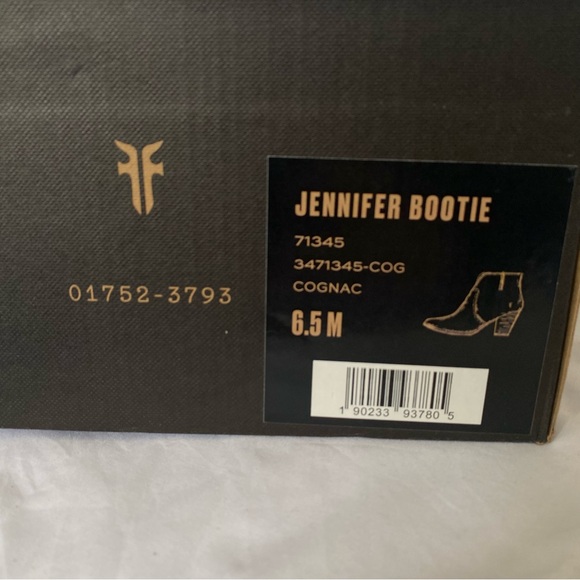 01752-3793
JENNIFER BOOTIE
71345
3471345-COG
COGNAC
6.5 M
1 90233 93780 5